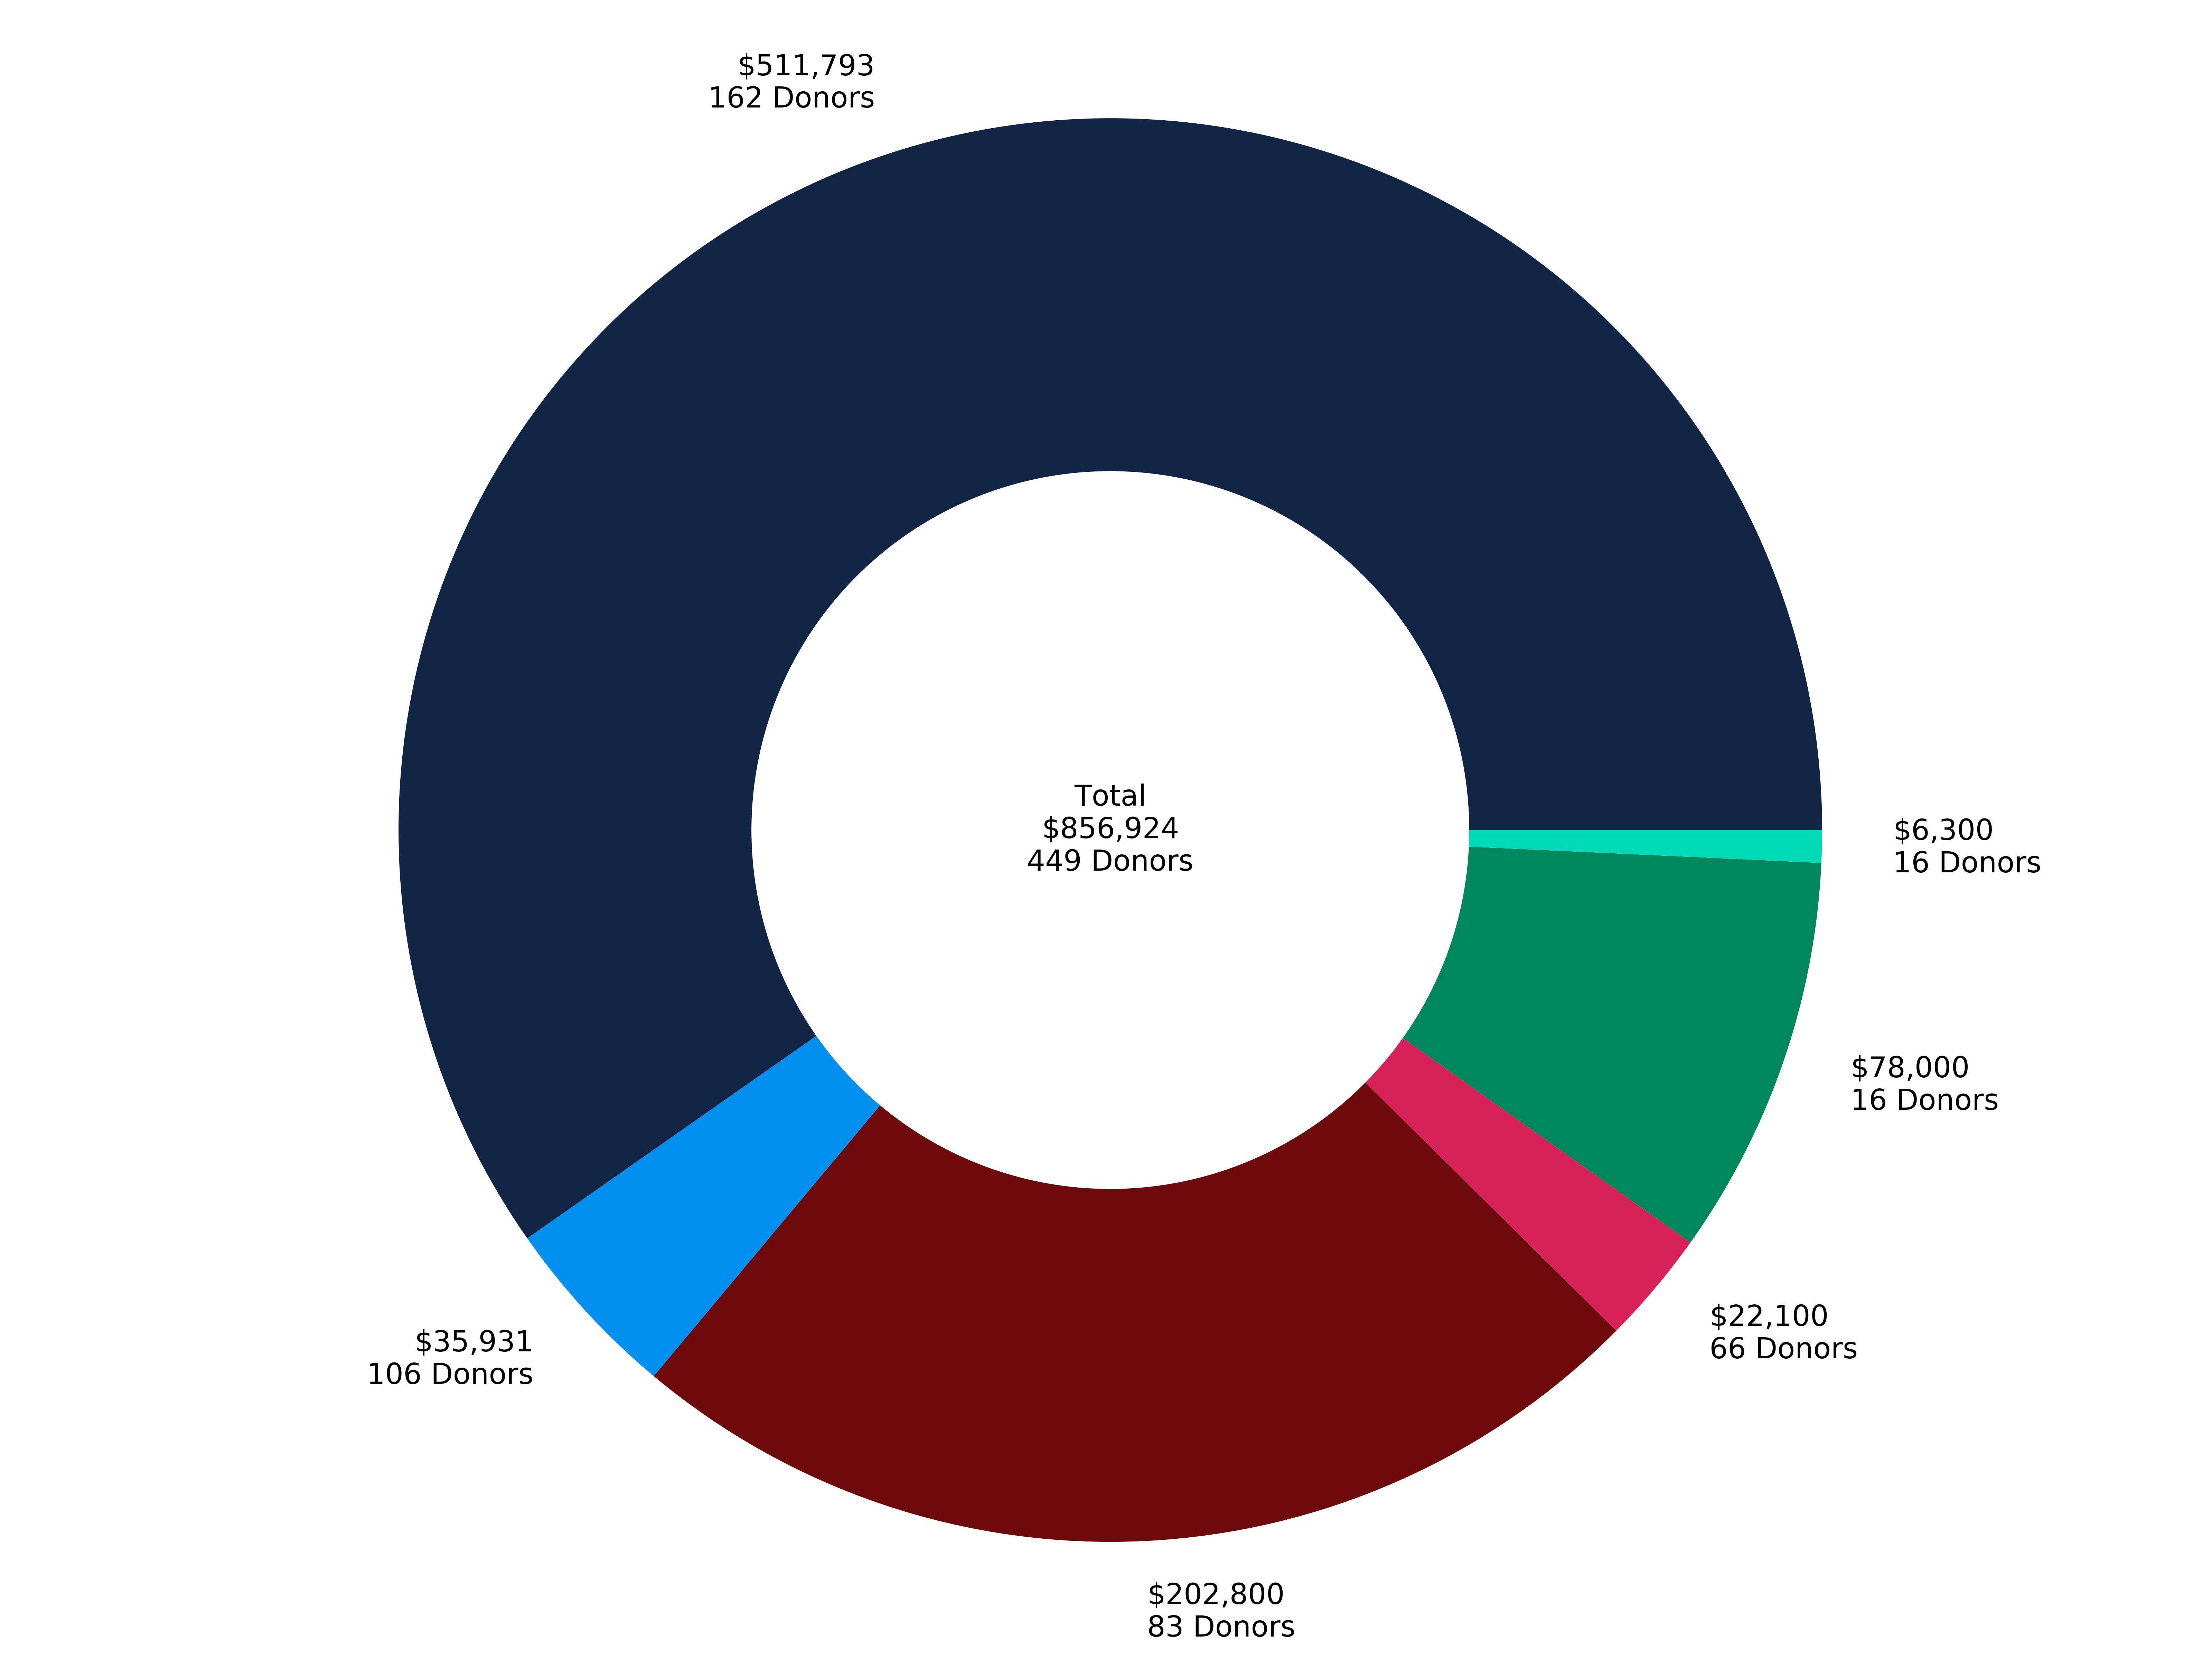 $511,793
162 Donors
Total
$856,924
449 Donors
$6,300
16 Donors
$78,000
16 Donors
$22,100
66 Donors
$35,931
106 Donors
$202,800
83 Donors